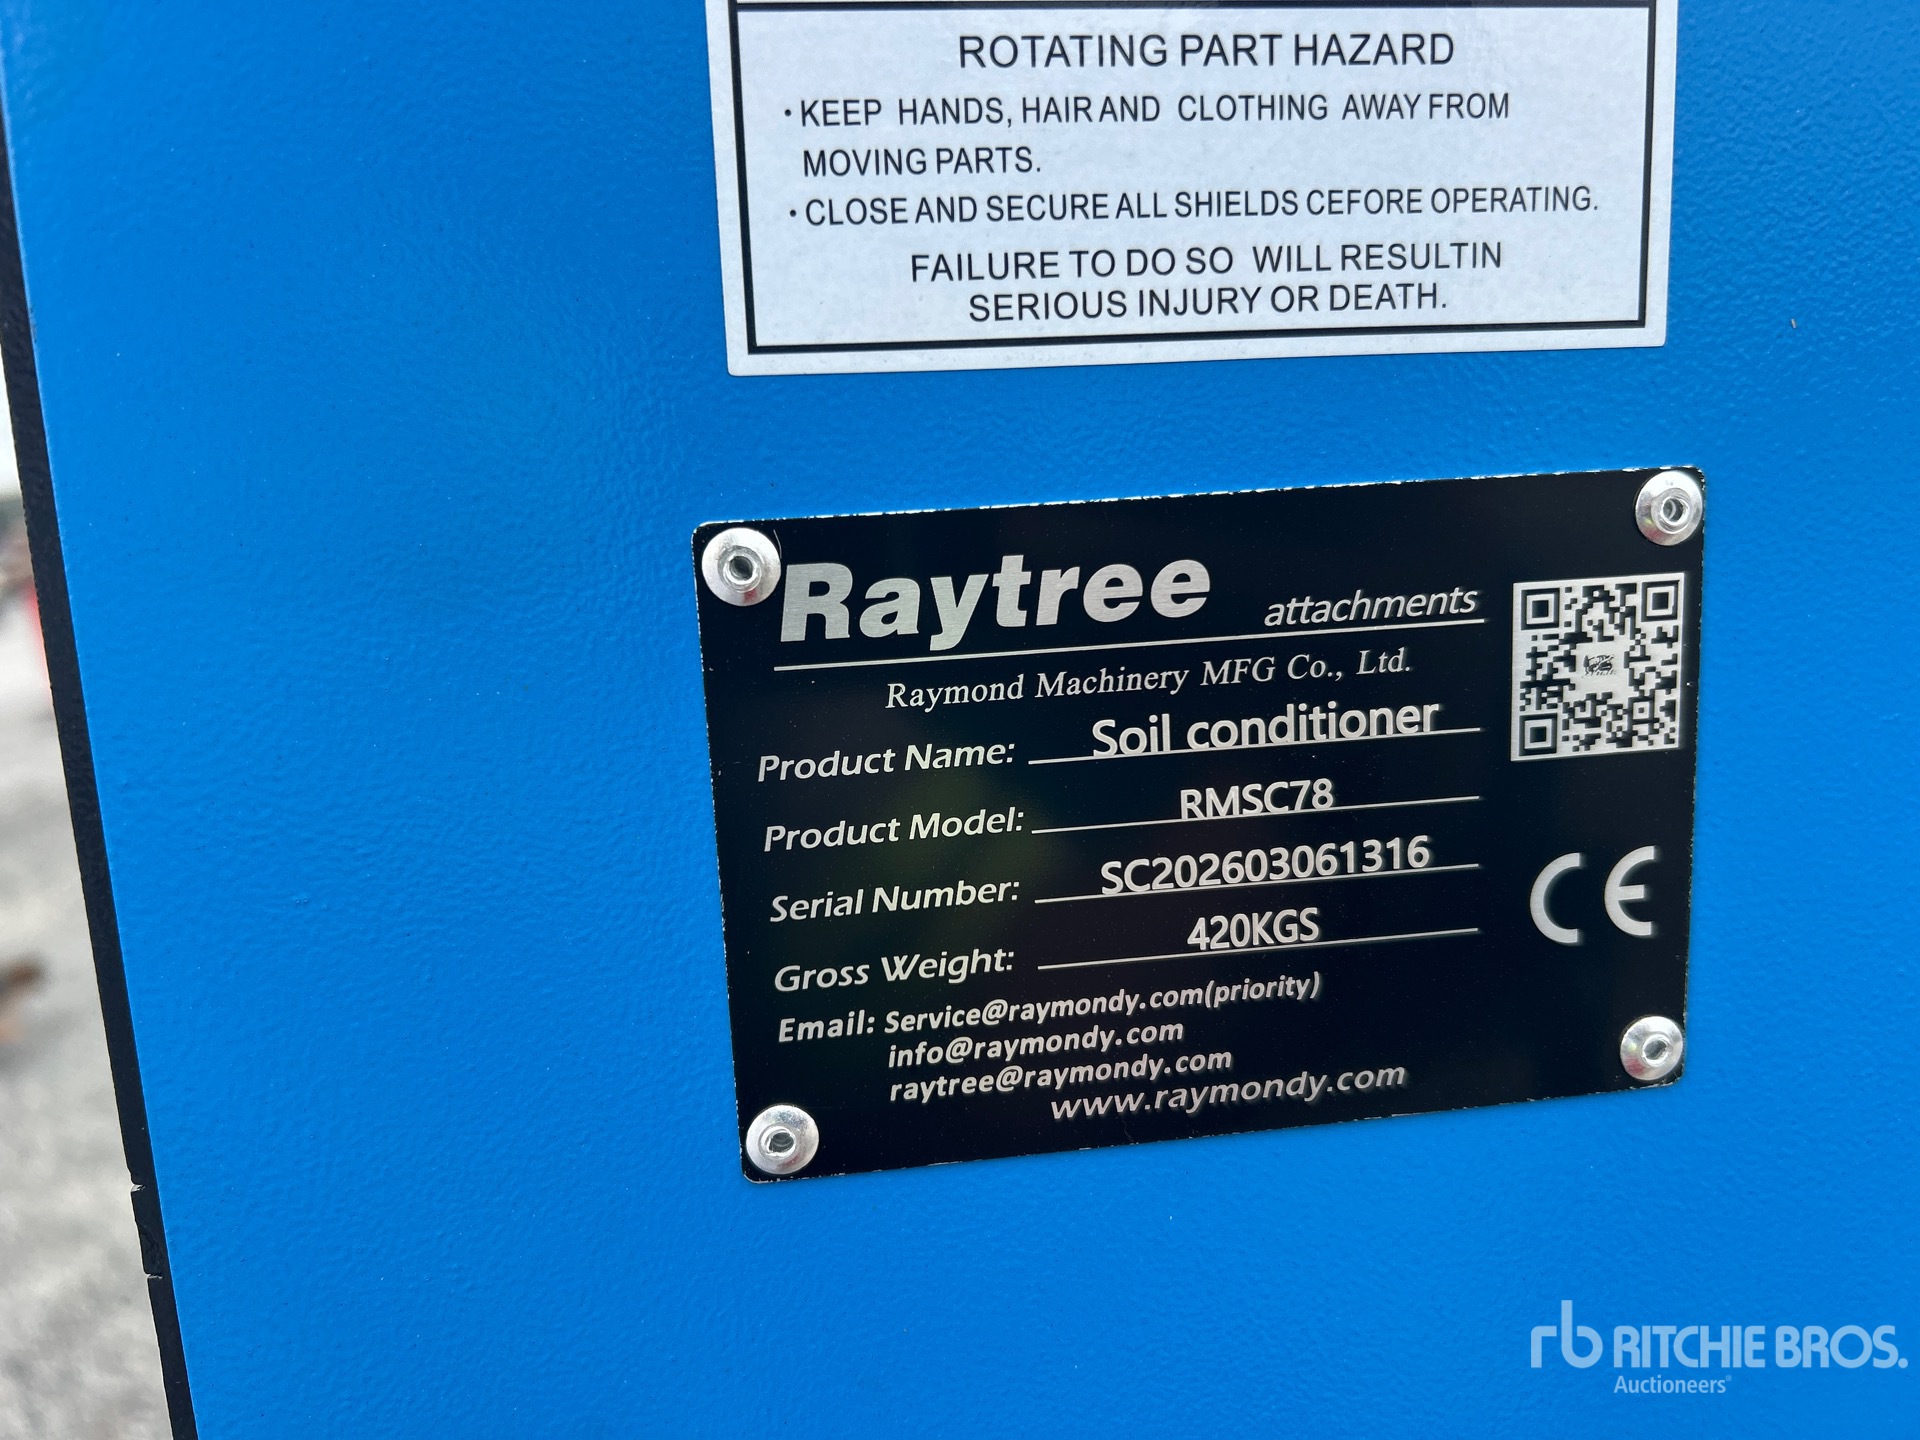 ROTATING PART HAZARD
· KEEP HANDS, HAIR AND CLOTHING AWAY FROM
MOVING PARTS.
· CLOSE AND SECURE ALL SHIELDS CEFORE OPERATING.
FAILURE TO DO SO WILL RESULTIN
SERIOUS INJURY OR DEATH.
Raytree attachments
Raymond Machinery MFG Co., Ltd.
Product Name: Soil conditioner
Product Model: RMSC78
Serial Number: SC202603061316
Gross Weight: 420KGS
CE
Email: Service@raymondy.com(priority)
info@raymondy.com
raytree@raymondy.com
www.raymondy.com
rb RITCHIE BROS.
Auctioneers